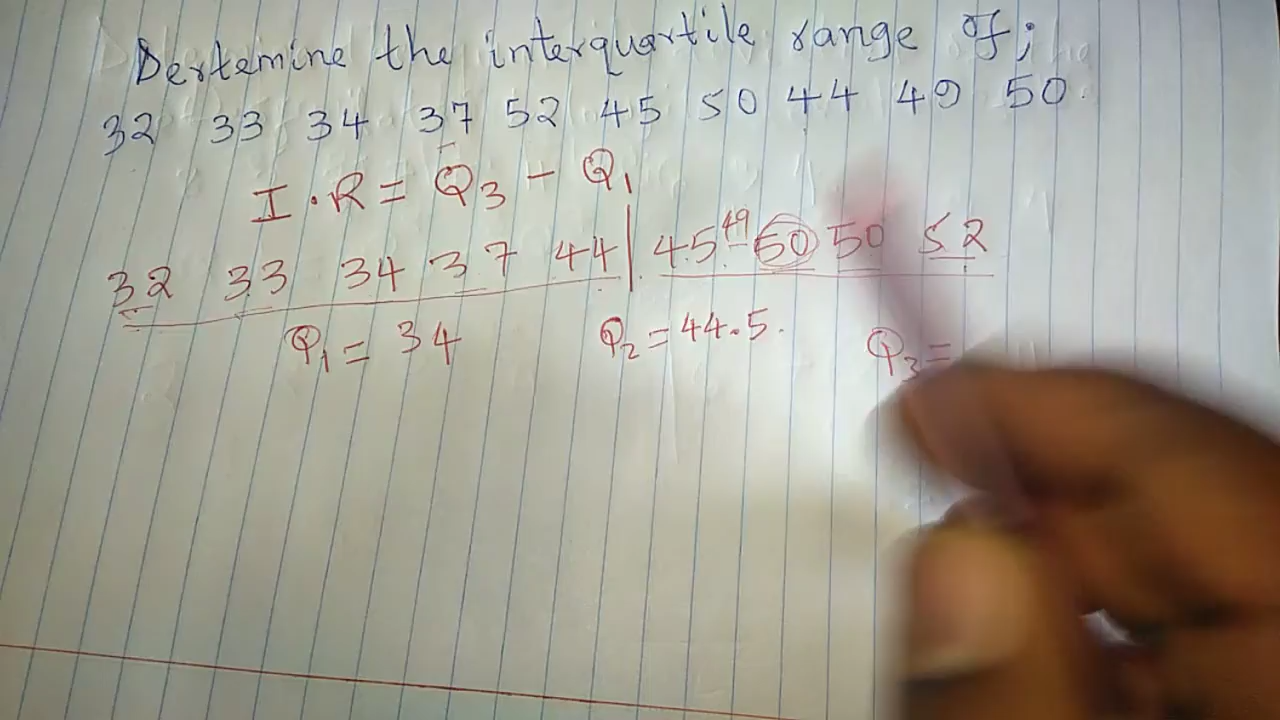 Dertemine the interquartile range of;
32 33 34 37 52 45 50 44 49 50.
I.R = Q3 - Q1
32 33 34 37 44 | 45 49 50 50 52
Q1 = 34 Q2 = 44.5. Q3 =